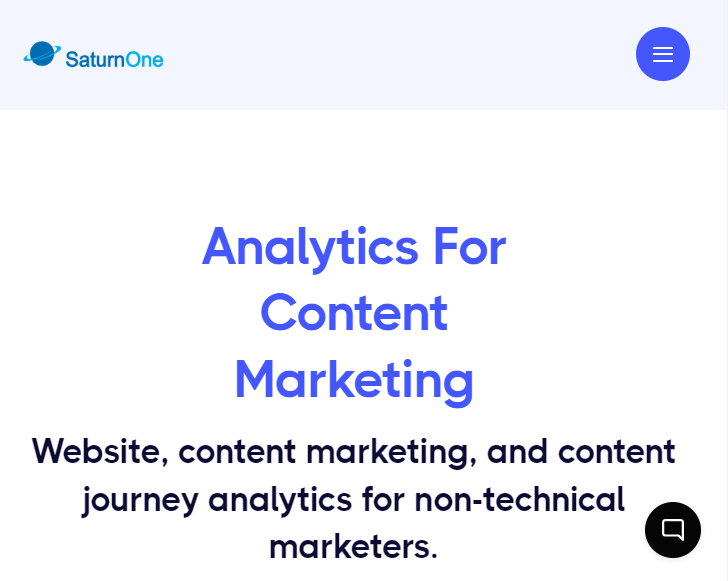 SaturnOne
Analytics For
Content
Marketing
Website, content marketing, and content
journey analytics for non-technical
marketers.